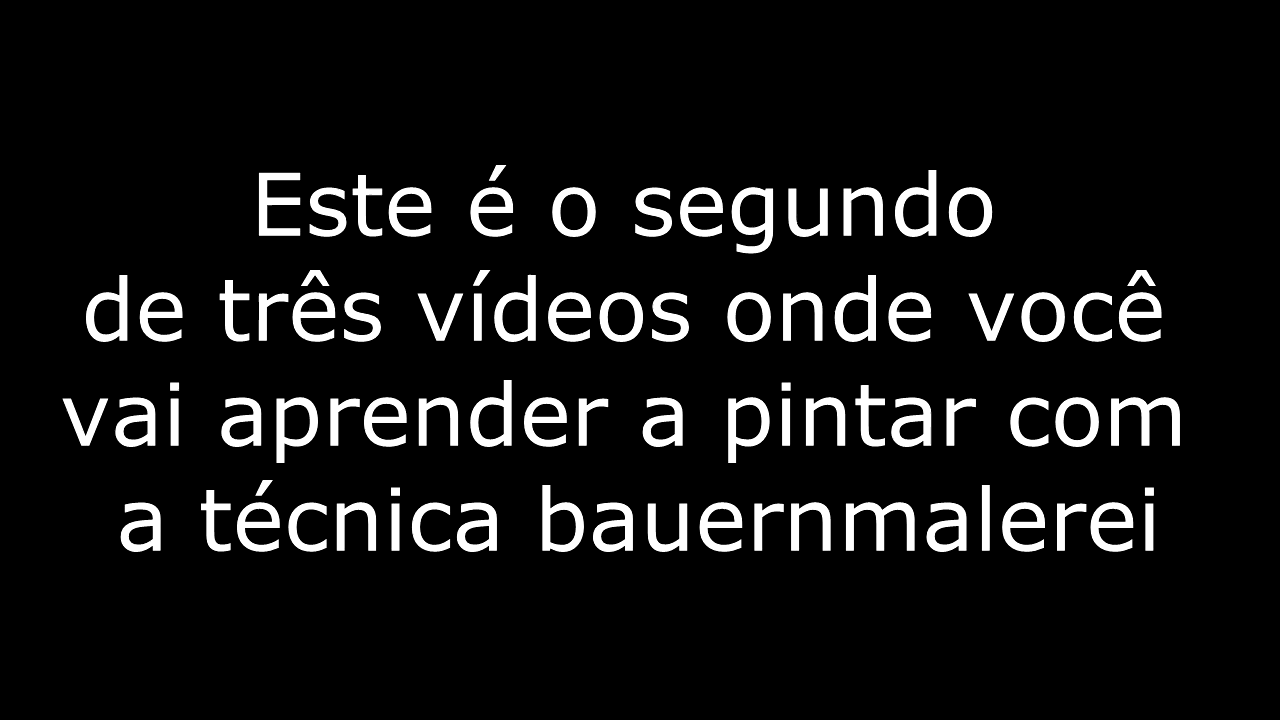 Este é o segundo
de três vídeos onde você
vai aprender a pintar com
a técnica bauernmalerei